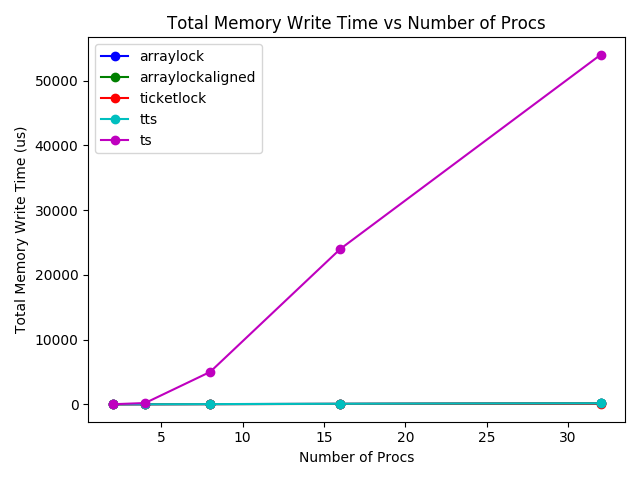 Total Memory Write Time vs Number of Procs
arraylock
arraylockaligned
ticketlock
tts
ts
Total Memory Write Time (us)
50000
40000
30000
20000
10000
0
5
10
15
20
25
30
Number of Procs